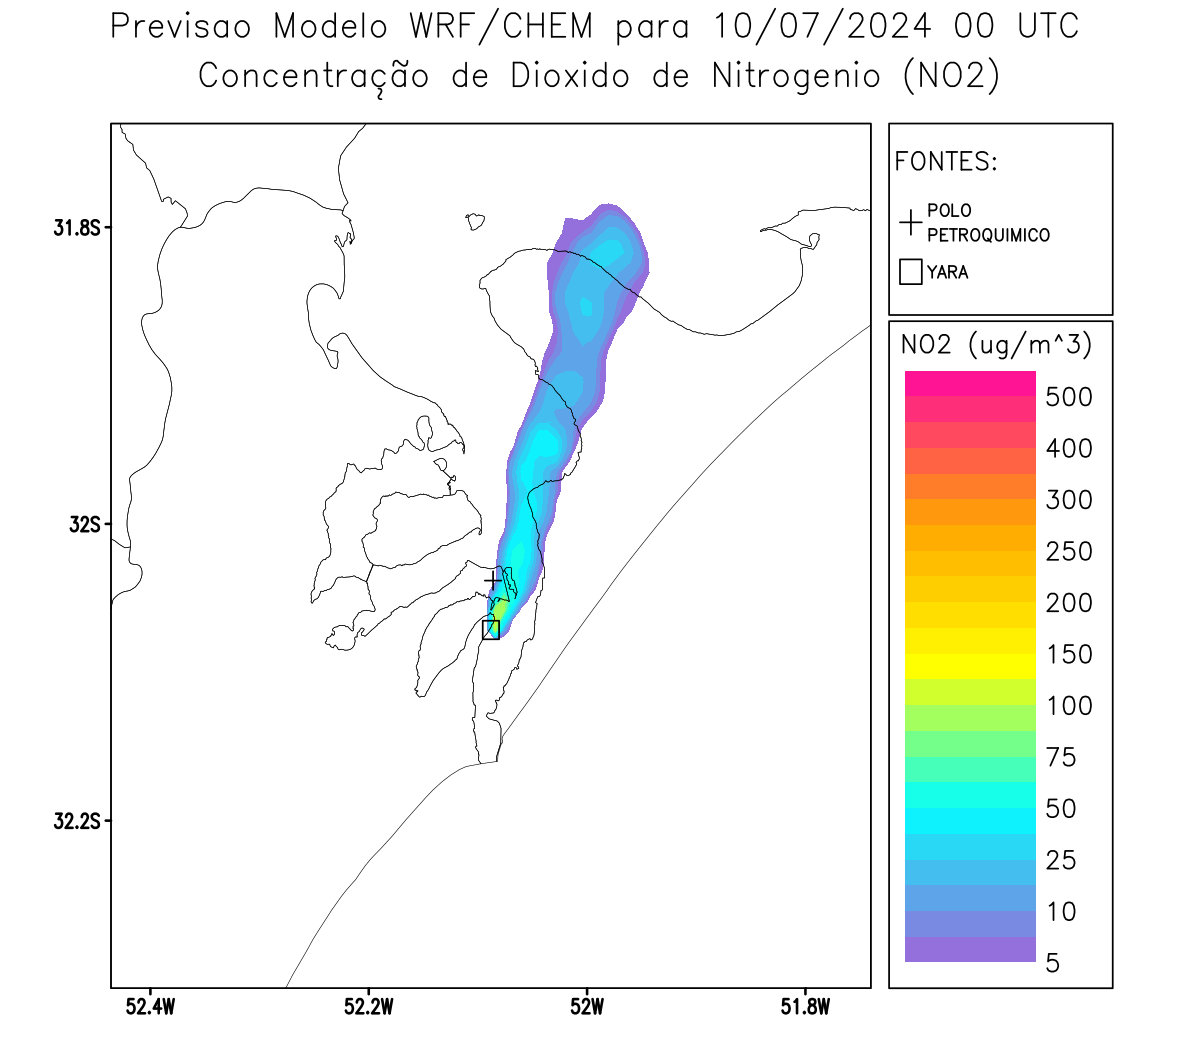 Previsao Modelo WRF/CHEM para 10/07/2024 00 UTC
Concentração de Dioxido de Nitrogenio (NO2)
FONTES:
POLO
PETROQUIMICO
YARA
31.8S
32S
32.2S
52.4W
52.2W
52W
51.8W
NO2 (ug/m^3)
500
400
300
250
200
150
100
75
50
25
10
5